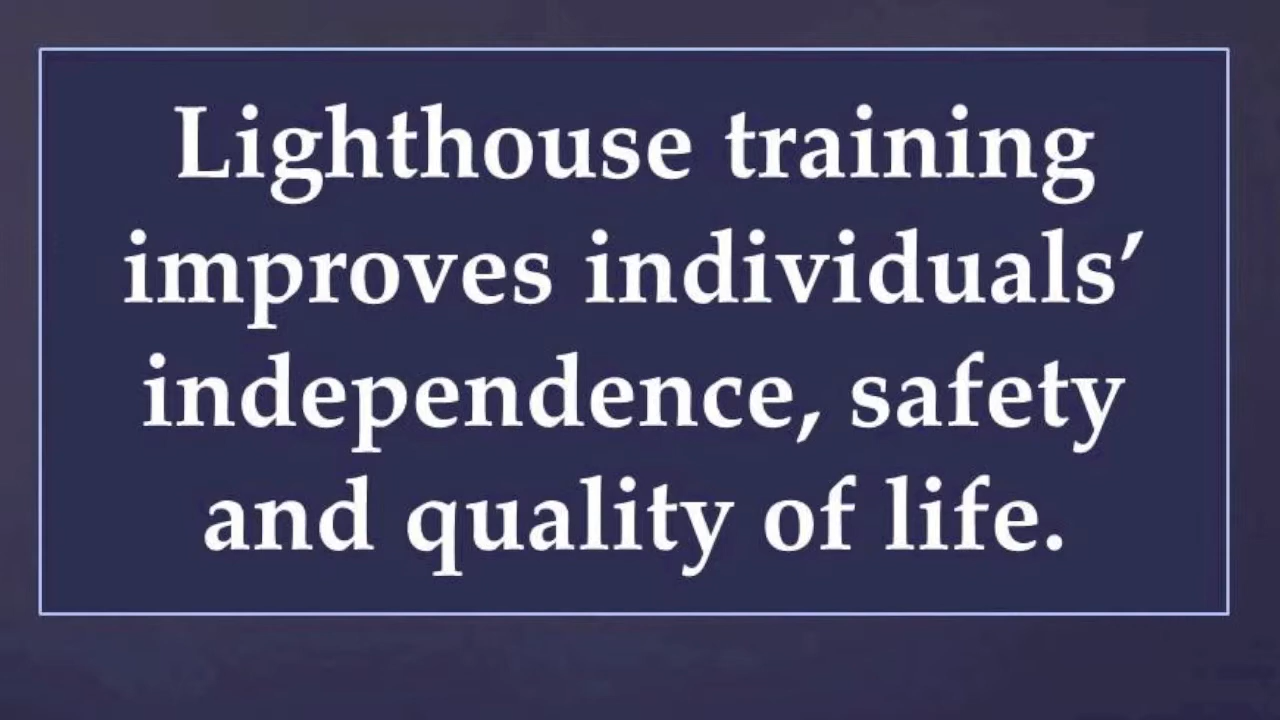 Lighthouse training
improves individuals’
independence, safety
and quality of life.